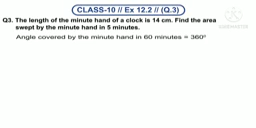 CLASS-10 // Ex 12.2 // (Q.3)
Q3. The length of the minute hand of a clock is 14 cm. Find the area
swept by the minute hand in 5 minutes.
Angle covered by the minute hand in 60 minutes = 360°